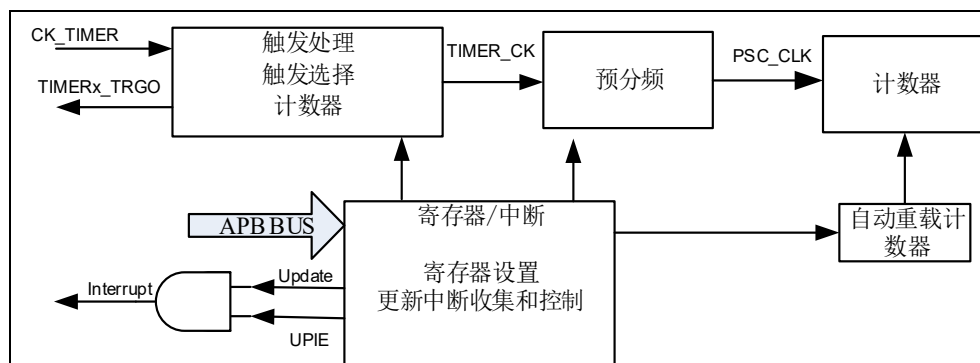 CK_TIMER
TIMERx_TRGO
触发处理
触发选择
计数器
TIMER_CK
预分频
PSC_CLK
计数器
APB BUS
寄存器/中断
寄存器设置
更新中断收集和控制
自动重载计
数器
Interrupt
Update
UPIE